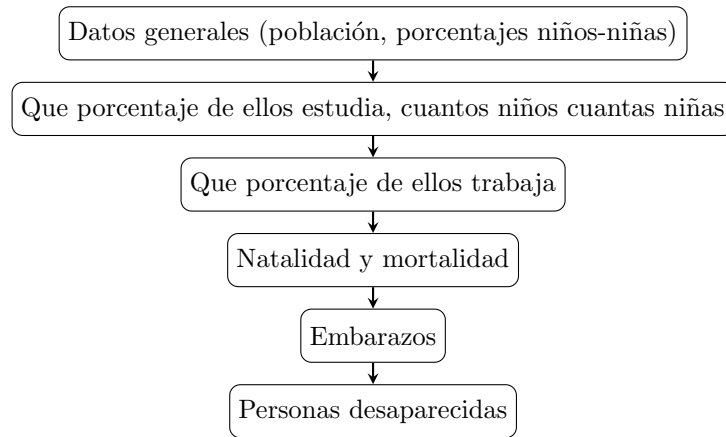 Datos generales (población, porcentajes niños-niñas)
Que porcentaje de ellos estudia, cuantos niños cuantas niñas
Que porcentaje de ellos trabaja
Natalidad y mortalidad
Embarazos
Personas desaparecidas